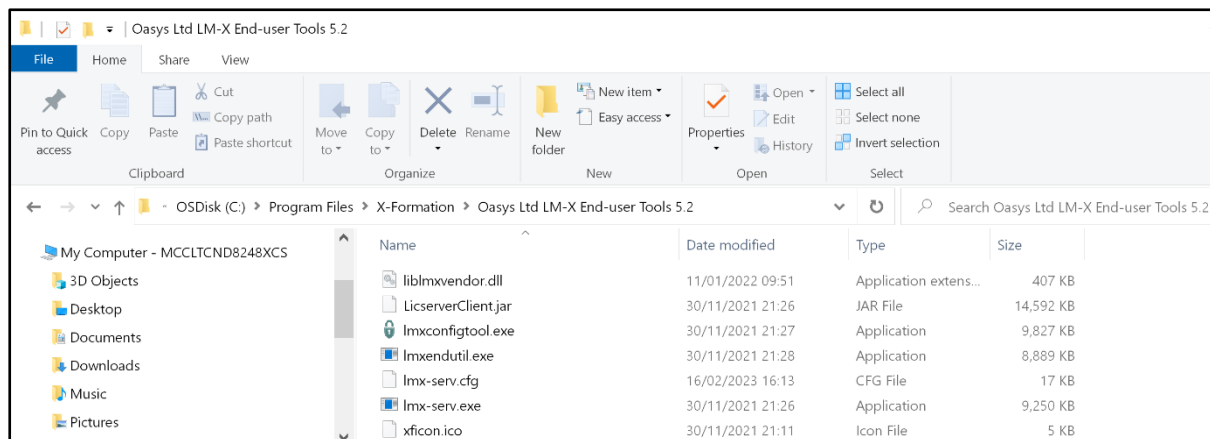 Oasys Ltd LM-X End-user Tools 5.2
File Home Share View
Pin to Quick access
Copy
Paste
Cut
Copy path
Paste shortcut
Clipboard
Move to
Copy to
Delete
Rename
Organize
New folder
New item
Easy access
New
Properties
Open
Edit
History
Open
Select all
Select none
Invert selection
Select
OSDisk (C:) Program Files X-Formation Oasys Ltd LM-X End-user Tools 5.2
Search Oasys Ltd LM-X End-user Tools 5.2
My Computer - MCCLTCND8248XCS
3D Objects
Desktop
Documents
Downloads
Music
Pictures
Name Date modified Type Size
liblmxvendor.dll 11/01/2022 09:51 Application extens... 407 KB
LicserverClient.jar 30/11/2021 21:26 JAR File 14,592 KB
lmxconfigtool.exe 30/11/2021 21:27 Application 9,827 KB
lmxendutil.exe 30/11/2021 21:28 Application 8,889 KB
lmx-serv.cfg 16/02/2023 16:13 CFG File 17 KB
lmx-serv.exe 30/11/2021 21:26 Application 9,250 KB
xficon.ico 30/11/2021 21:11 Icon File 5 KB